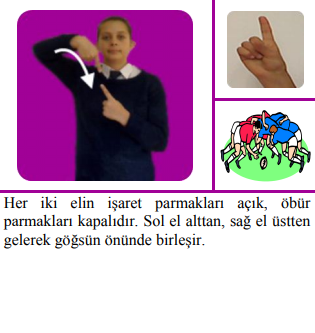 Her iki elin işaret parmakları açık, öbür
parmakları kapalıdır. Sol el alttan, sağ el üstten
gelerek göğsün önünde birleşir.